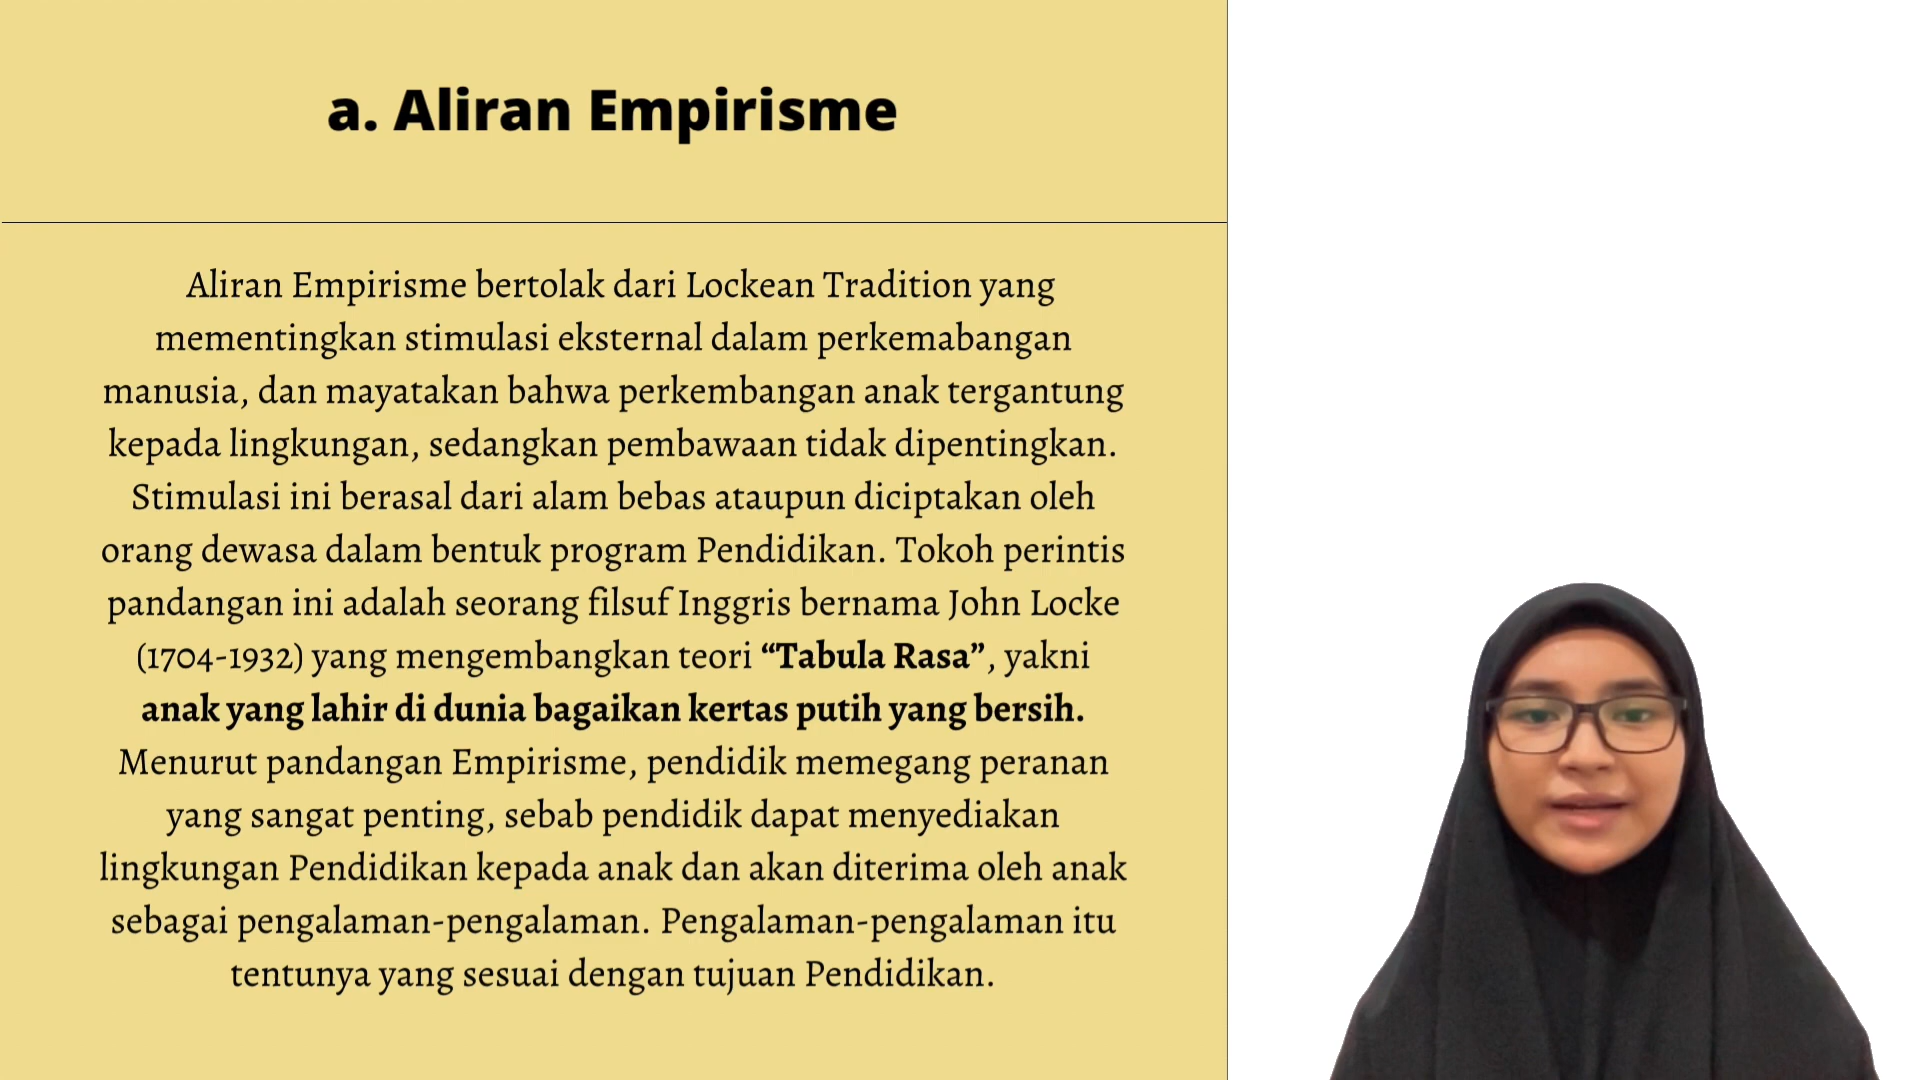 a. Aliran Empirisme
Aliran Empirisme bertolak dari Lockean Tradition yang
mementingkan stimulasi eksternal dalam perkemabangan
manusia, dan mayatakan bahwa perkembangan anak tergantung
kepada lingkungan, sedangkan pembawaan tidak dipentingkan.
Stimulasi ini berasal dari alam bebas ataupun diciptakan oleh
orang dewasa dalam bentuk program Pendidikan. Tokoh perintis
pandangan ini adalah seorang filsuf Inggris bernama John Locke
(1704-1932) yang mengembangkan teori “Tabula Rasa”, yakni
anak yang lahir di dunia bagaikan kertas putih yang bersih.
Menurut pandangan Empirisme, pendidik memegang peranan
yang sangat penting, sebab pendidik dapat menyediakan
lingkungan Pendidikan kepada anak dan akan diterima oleh anak
sebagai pengalaman-pengalaman. Pengalaman-pengalaman itu
tentunya yang sesuai dengan tujuan Pendidikan.